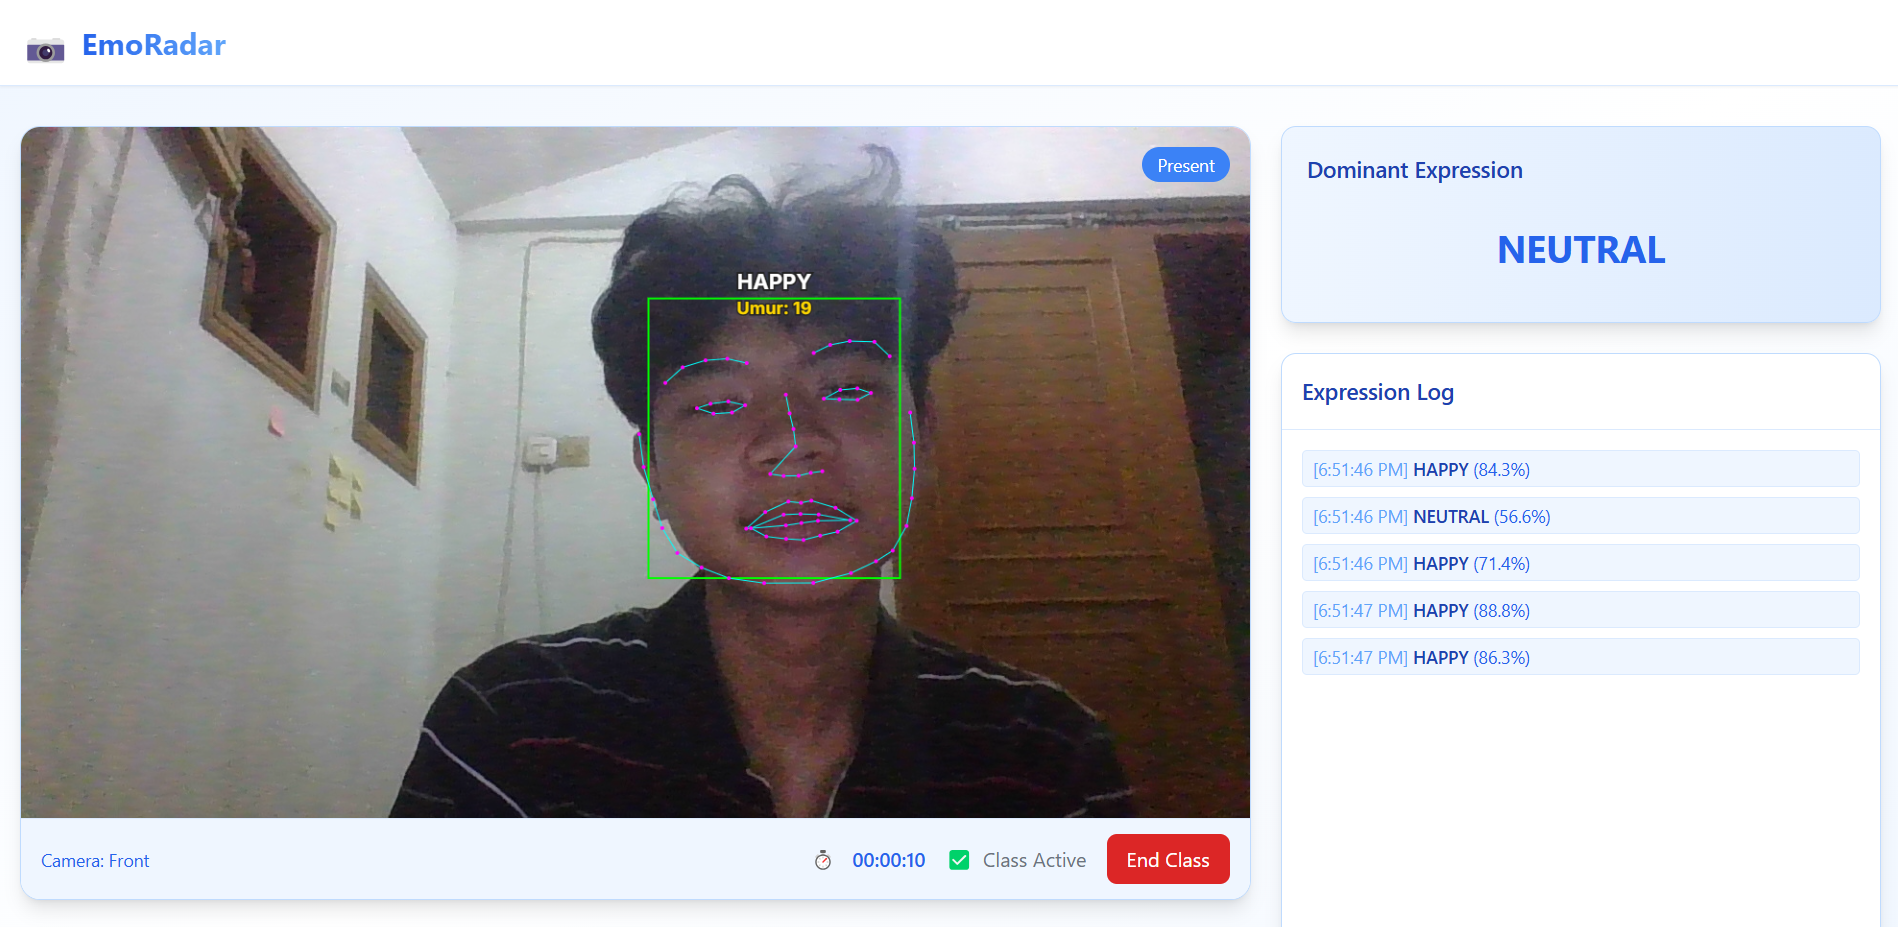 EmoRadar
Present
HAPPY
Umur: 19
Camera: Front
00:00:10
Class Active
End Class
Dominant Expression
NEUTRAL
Expression Log
[6:51:46 PM] HAPPY (84.3%)
[6:51:46 PM] NEUTRAL (56.6%)
[6:51:46 PM] HAPPY (71.4%)
[6:51:47 PM] HAPPY (88.8%)
[6:51:47 PM] HAPPY (86.3%)